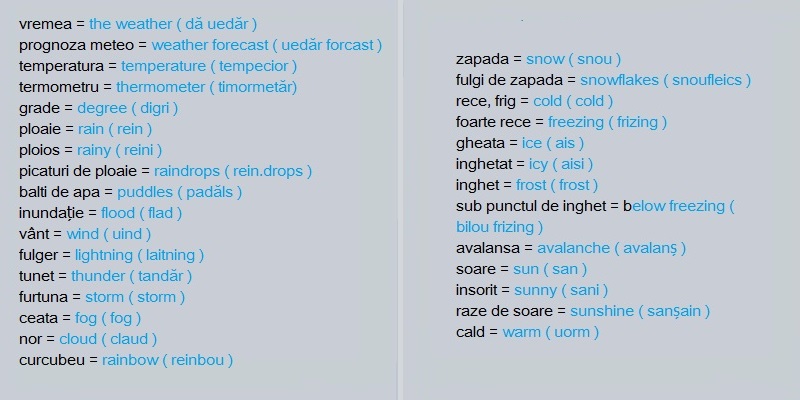 vremea = the weather ( dă uedăr )
prognoza meteo = weather forecast ( uedăr forcast )
temperatura = temperature ( tempecior )
termometru = thermometer ( timormetăr)
grade = degree ( digri )
ploaie = rain ( rein )
ploios = rainy ( reini )
picaturi de ploaie = raindrops ( rein.drops )
balti de apa = puddles ( padăls )
inundație = flood ( flad )
vânt = wind ( uind )
fulger = lightning ( laitning )
tunet = thunder ( tandăr )
furtuna = storm ( storm )
ceata = fog ( fog )
nor = cloud ( claud )
curcubeu = rainbow ( reinbou )
zapada = snow ( snou )
fulgi de zapada = snowflakes ( snoufleics )
rece, frig = cold ( cold )
foarte rece = freezing ( frizing )
gheata = ice ( ais )
inghetat = icy ( aisi )
inghet = frost ( frost )
sub punctul de inghet = below freezing (
bilou frizing )
avalansa = avalanche ( avalanș )
soare = sun ( san )
insorit = sunny ( sani )
raze de soare = sunshine ( sanșain )
cald = warm ( uorm )